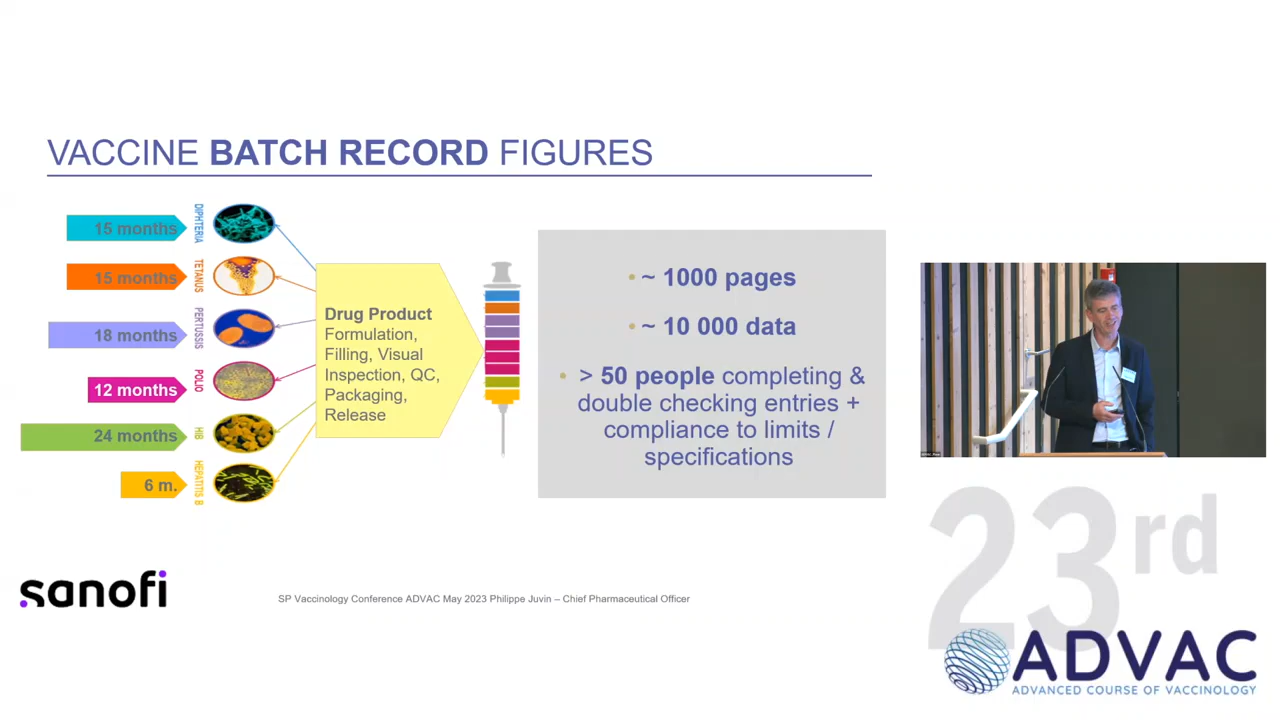 VACCINE BATCH RECORD FIGURES
15 months
DIPHTERIA
15 months
TETANUS
18 months
PERTUSSIS
12 months
POLIO
24 months
HIB
6 m.
HEPATITIS B
Drug Product
Formulation,
Filling, Visual
Inspection, QC,
Packaging,
Release
• ~ 1000 pages
• ~ 10 000 data
• > 50 people completing &
double checking entries +
compliance to limits /
specifications
sanofi
SP Vaccinology Conference ADVAC May 2023 Philippe Juvin – Chief Pharmaceutical Officer
23rd
ADVAC
ADVANCED COURSE OF VACCINOLOGY